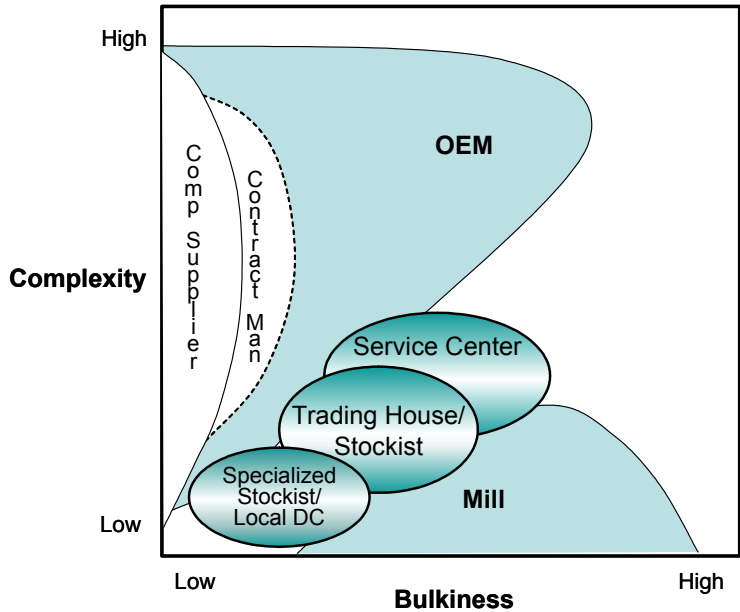 High
OEM
Comp Supplier
Contract Man
Complexity
Service Center
Trading House/
Stockist
Specialized
Stockist/
Local DC
Mill
Low
Low
High
Bulkiness